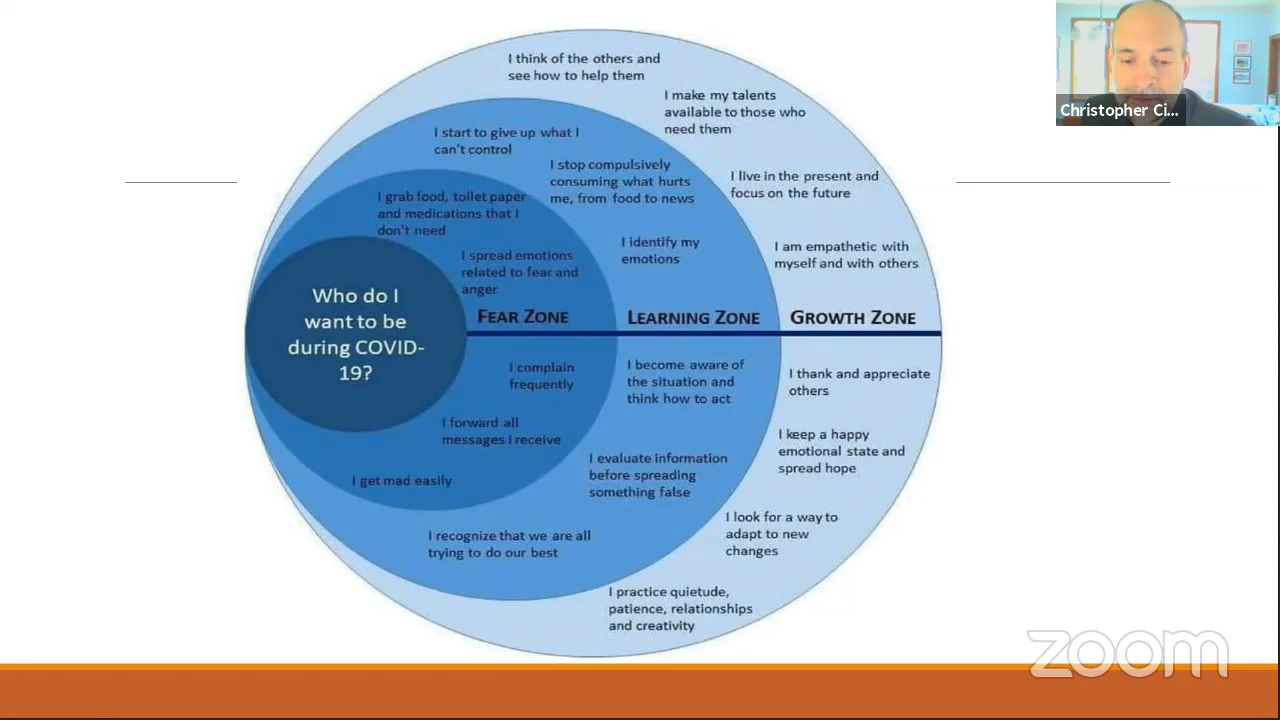 I think of the others and
see how to help them
I make my talents
available to those who
need them
I start to give up what I
can't control
I stop compulsively
consuming what hurts
me, from food to news
I live in the present and
focus on the future
I grab food, toilet paper
and medications that I
don't need
I identify my
emotions
I am empathetic with
myself and with others
I spread emotions
related to fear and
anger
Who do I
want to be
during COVID-
19?
FEAR ZONE
LEARNING ZONE
GROWTH ZONE
I complain
frequently
I become aware of
the situation and
think how to act
I thank and appreciate
others
I forward all
messages I receive
I keep a happy
emotional state and
spread hope
I evaluate information
before spreading
something false
I get mad easily
I look for a way to
adapt to new
changes
I recognize that we are all
trying to do our best
I practice quietude,
patience, relationships
and creativity
Christopher Ci...
zoom